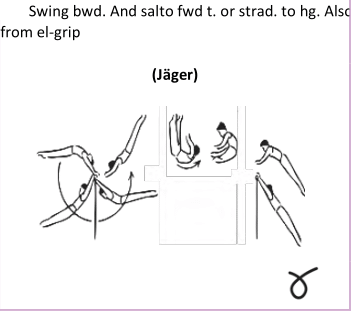 Swing bwd. And salto fwd t. or strad. to hg. Also
from el-grip
(Jäger)